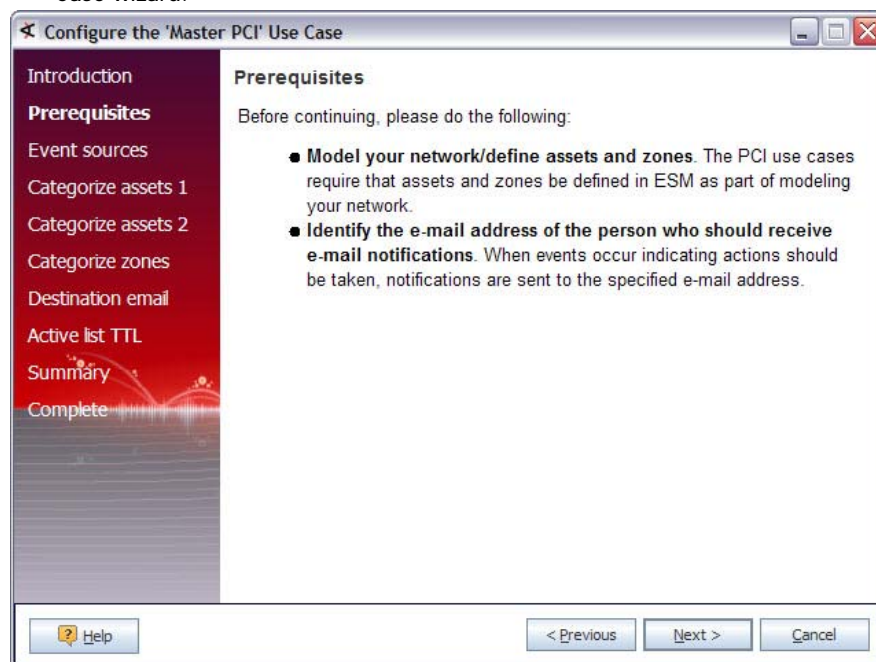 case wizard.
Configure the 'Master PCI' Use Case
Introduction
Prerequisites
Event sources
Categorize assets 1
Categorize assets 2
Categorize zones
Destination email
Active list TTL
Summary
Complete
Prerequisites
Before continuing, please do the following:
● Model your network/define assets and zones. The PCI use cases
require that assets and zones be defined in ESM as part of modeling
your network.
● Identify the e-mail address of the person who should receive
e-mail notifications. When events occur indicating actions should
be taken, notifications are sent to the specified e-mail address.
Help
< Previous
Next >
Cancel